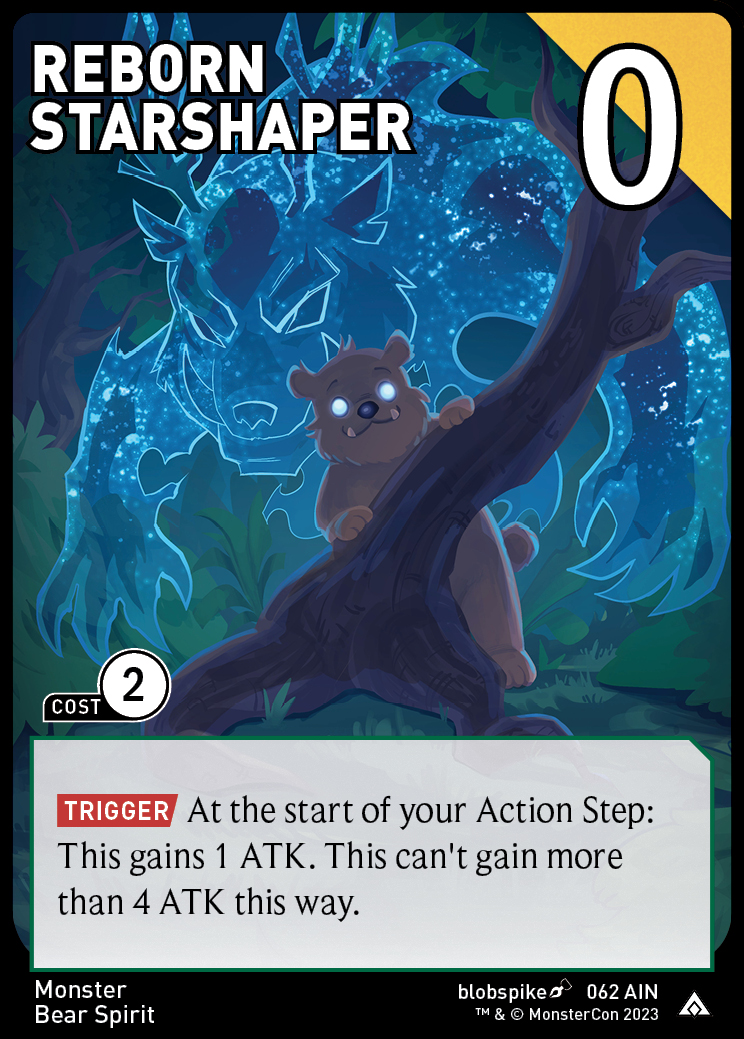 REBORN
STARSHAPER
0
COST 2
TRIGGER At the start of your Action Step:
This gains 1 ATK. This can't gain more
than 4 ATK this way.
Monster
Bear Spirit
blobspike 062 AIN
™ & © MonsterCon 2023